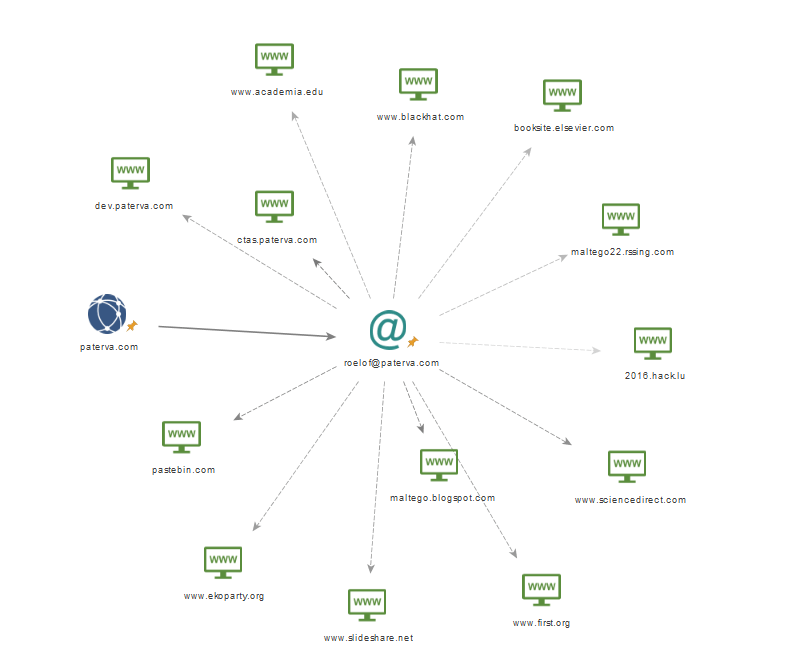 WWW
www.academia.edu
WWW
www.blackhat.com
WWW
booksite.elsevier.com
WWW
dev.paterva.com
WWW
ctas.paterva.com
WWW
maltego22.rssing.com
paterva.com
@
roelof@paterva.com
WWW
2016.hack.lu
WWW
pastebin.com
WWW
maltego.blogspot.com
WWW
www.sciencedirect.com
WWW
www.ekoparty.org
WWW
www.slideshare.net
WWW
www.first.org